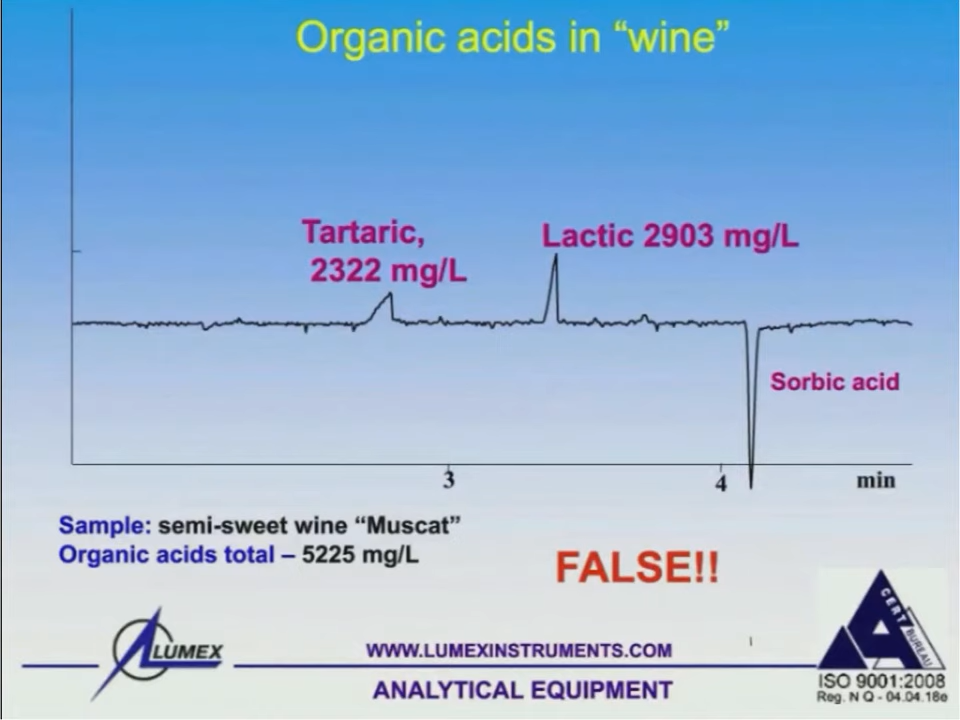 Organic acids in “wine”
Tartaric,
2322 mg/L
Lactic 2903 mg/L
Sorbic acid
3
4
min
Sample: semi-sweet wine “Muscat”
Organic acids total – 5225 mg/L
FALSE!!
LUMEX
WWW.LUMEXINSTRUMENTS.COM
ANALYTICAL EQUIPMENT
CERT BUREAU
ISO 9001:2008
Reg. N Q - 04.04.18e